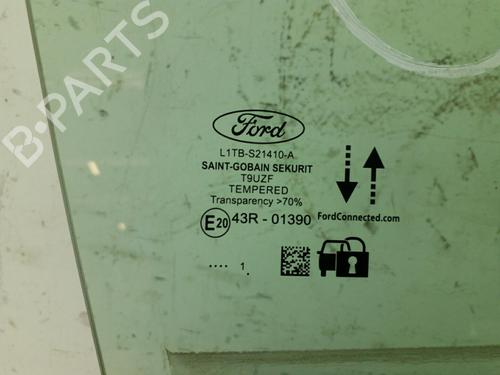 B-PARTS
Ford
L1TB-S21410-A
SAINT-GOBAIN SEKURIT
T9UZF
TEMPERED
Transparency >70%
E20 43R - 01390
FordConnected.com
.... 1.